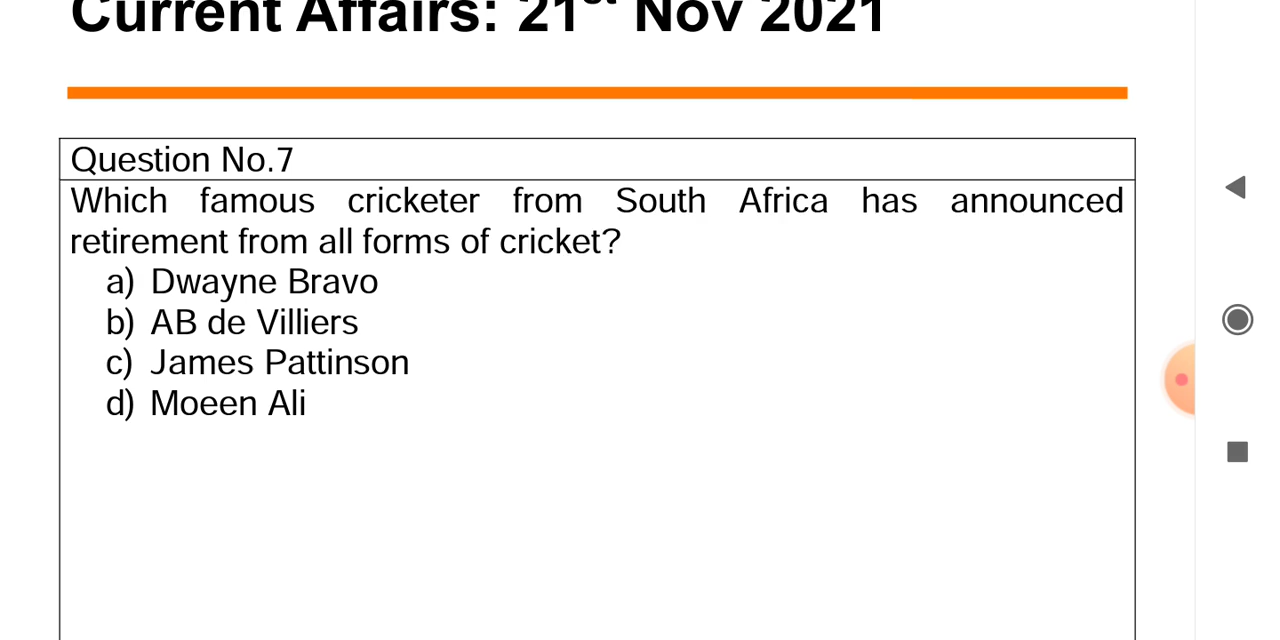 Current Affairs: 21st Nov 2021
Question No.7
Which famous cricketer from South Africa has announced
retirement from all forms of cricket?
a) Dwayne Bravo
b) AB de Villiers
c) James Pattinson
d) Moeen Ali